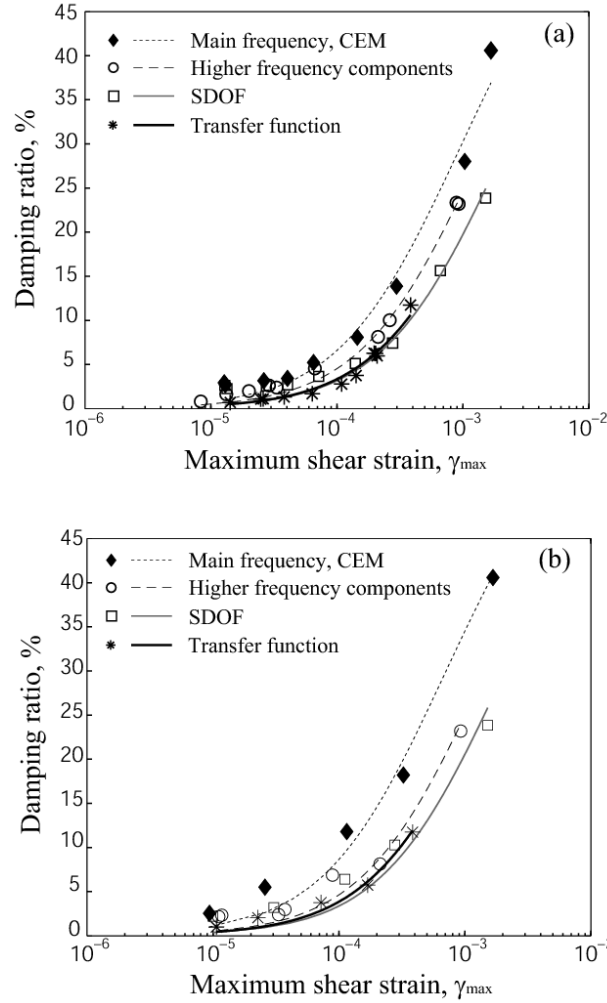 (a)
45
40
35
30
25
20
15
10
5
0
Damping ratio, %
Main frequency, CEM
Higher frequency components
SDOF
Transfer function
10⁻⁶ 10⁻⁵ 10⁻⁴ 10⁻³ 10⁻²
Maximum shear strain, γmax
(b)
45
40
35
30
25
20
15
10
5
0
Damping ratio, %
Main frequency, CEM
Higher frequency components
SDOF
Transfer function
10⁻⁶ 10⁻⁵ 10⁻⁴ 10⁻³ 10⁻²
Maximum shear strain, γmax